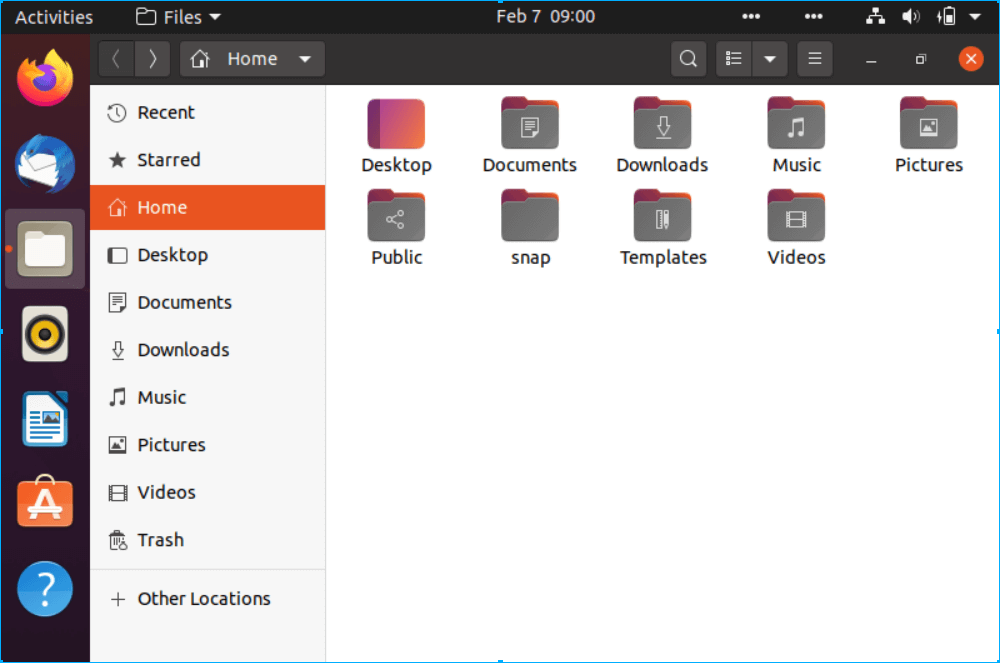 Activities Files Feb 7 09:00
Home
Recent
Starred
Home
Desktop
Documents
Downloads
Music
Pictures
Videos
Trash
Other Locations
Desktop Documents Downloads Music Pictures
Public snap Templates Videos